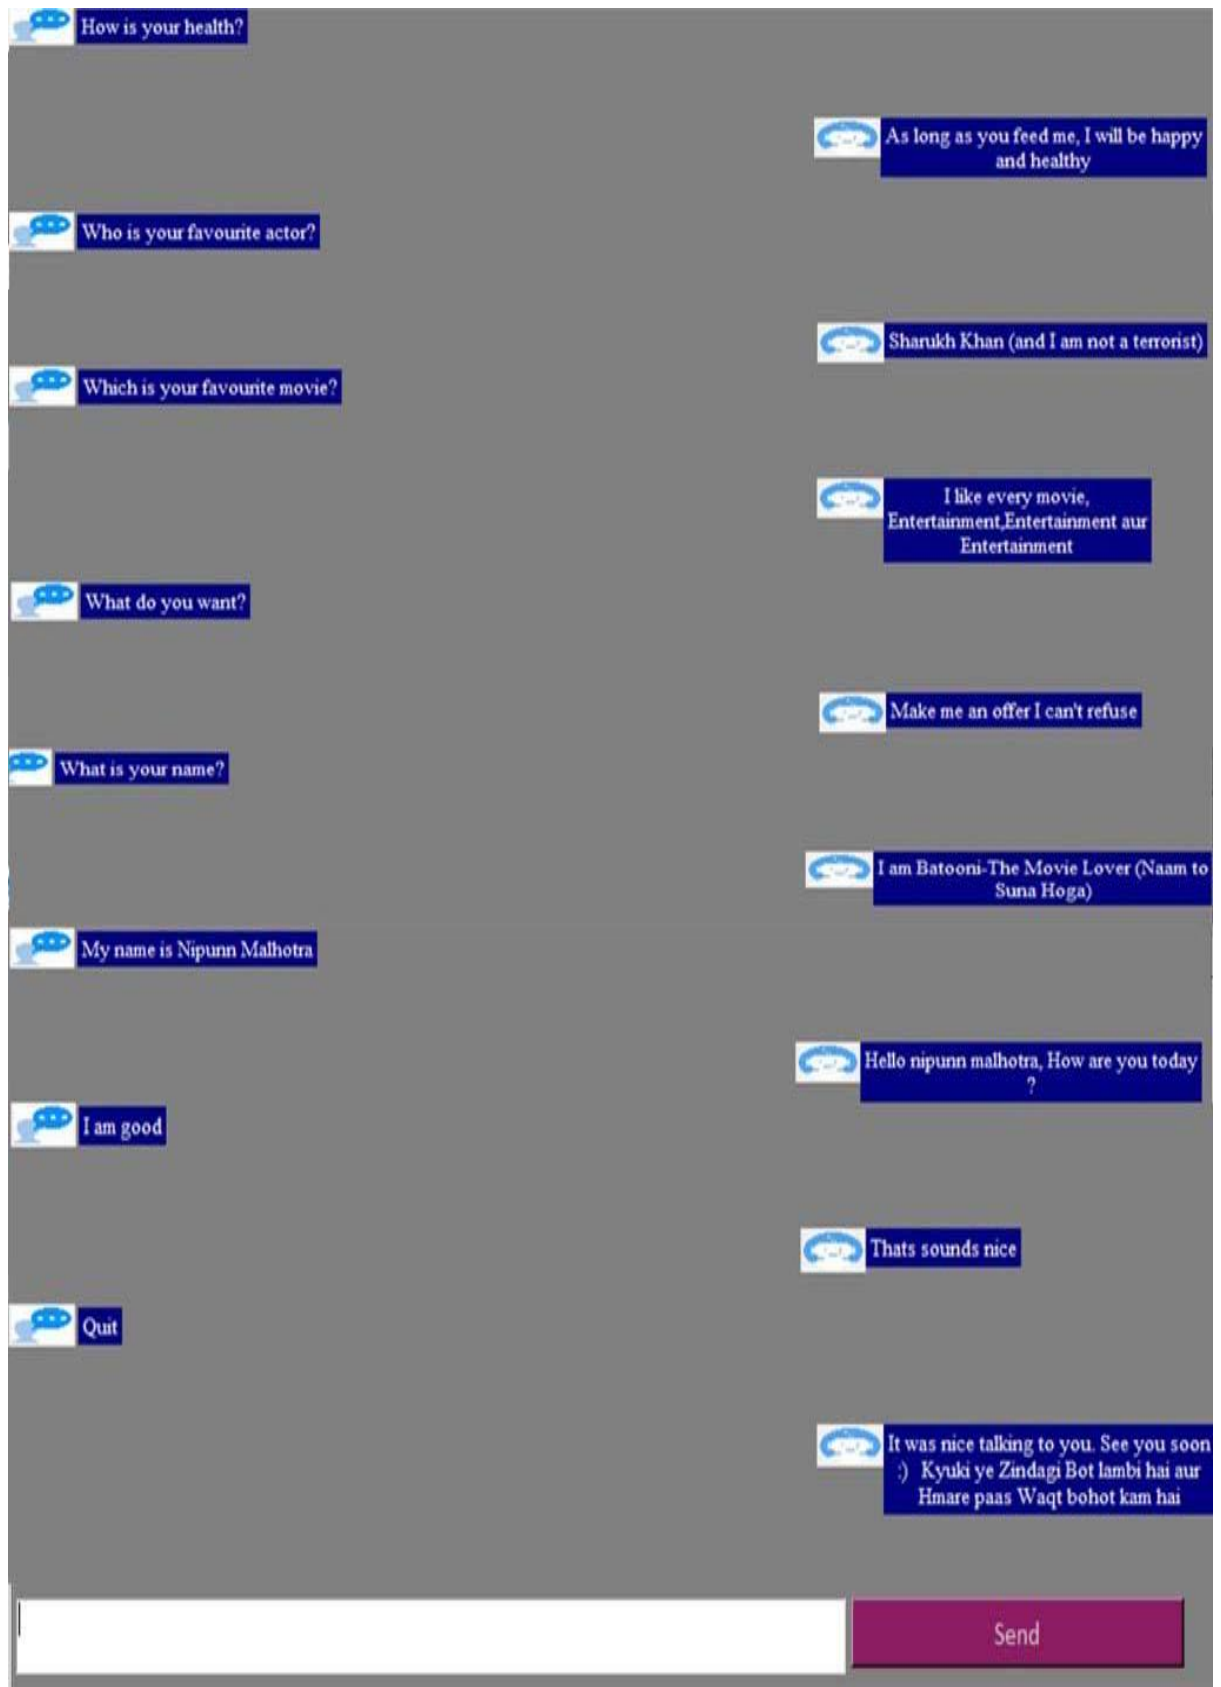 How is your health?
As long as you feed me, I will be happy
and healthy
Who is your favourite actor?
Sharukh Khan (and I am not a terrorist)
Which is your favourite movie?
I like every movie,
Entertainment,Entertainment aur
Entertainment
What do you want?
Make me an offer I can't refuse
What is your name?
I am Batooni-The Movie Lover (Naam to
Suna Hoga)
My name is Nipunn Malhotra
Hello nipunn malhotra, How are you today
?
I am good
Thats sounds nice
Quit
It was nice talking to you. See you soon
:) Kyuki ye Zindagi Bot lambi hai aur
Hmare paas Waqt bohot kam hai
Send